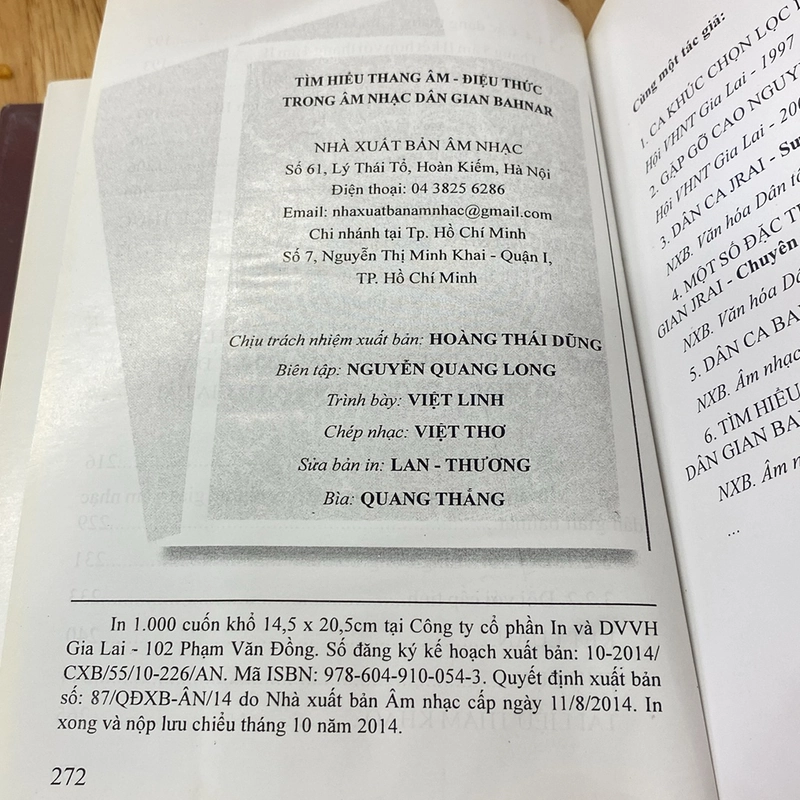 TÌM HIỂU THANG ÂM - ĐIỆU THỨC
TRONG ÂM NHẠC DÂN GIAN BAHNAR
NHÀ XUẤT BẢN ÂM NHẠC
Số 61, Lý Thái Tổ, Hoàn Kiếm, Hà Nội
Điện thoại: 04 3825 6286
Email: nhaxuatbanamnhac@gmail.com
Chi nhánh tại Tp. Hồ Chí Minh
Số 7, Nguyễn Thị Minh Khai - Quận I,
TP. Hồ Chí Minh
Chịu trách nhiệm xuất bản: HOÀNG THÁI DŨNG
Biên tập: NGUYỄN QUANG LONG
Trình bày: VIỆT LINH
Chép nhạc: VIỆT THƠ
Sửa bản in: LAN - THƯƠNG
Bìa: QUANG THẮNG
In 1.000 cuốn khổ 14,5 x 20,5cm tại Công ty cổ phần In và DVVH
Gia Lai - 102 Phạm Văn Đồng. Số đăng ký kế hoạch xuất bản: 10-2014/
CXB/55/10-226/AN. Mã ISBN: 978-604-910-054-3. Quyết định xuất bản
số: 87/QĐXB-ÂN/14 do Nhà xuất bản Âm nhạc cấp ngày 11/8/2014. In
xong và nộp lưu chiểu tháng 10 năm 2014.
272
Cùng một tác giả:
1. CA KHÚC CHỌN LỌC
Hội VHNT Gia Lai - 1997
2. GẶP GỠ CAO NGUYÊN
Hội VHNT Gia Lai - 200
3. DÂN CA JRAI - Sưu
NXB. Văn hóa Dân tộ
4. MỘT SỐ ĐẶC
GIAN JRAI - Chuyên
NXB. Văn hóa Dâ
5. DÂN CA BA
NXB. Âm nhạc
6. TÌM HIỂU
DÂN GIAN BA
NXB. Âm n
...